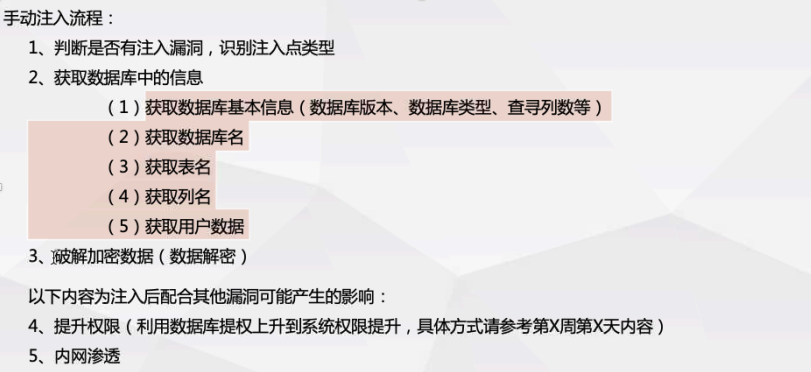 手动注入流程：
1、判断是否有注入漏洞，识别注入点类型
2、获取数据库中的信息
（1）获取数据库基本信息（数据库版本、数据库类型、查寻列数等）
（2）获取数据库名
（3）获取表名
（4）获取列名
（5）获取用户数据
3、破解加密数据（数据解密）
以下内容为注入后配合其他漏洞可能产生的影响：
4、提升权限（利用数据库提权上升到系统权限提升，具体方式请参考第X周第X天内容）
5、内网渗透